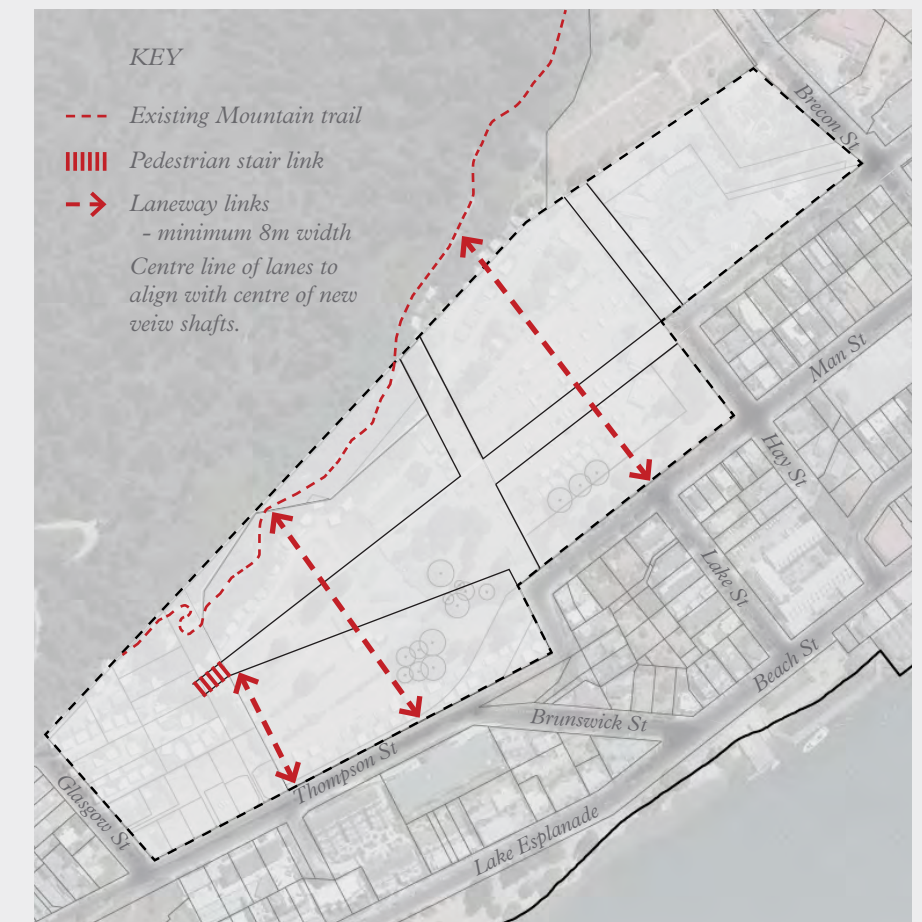 KEY
Existing Mountain trail
Pedestrian stair link
Laneway links
- minimum 8m width
Centre line of lanes to
align with centre of new
veiw shafts.
Brecon St
Man St
Hay St
Lake St
Beach St
Brunswick St
Thompson St
Glasgow St
Lake Esplanade